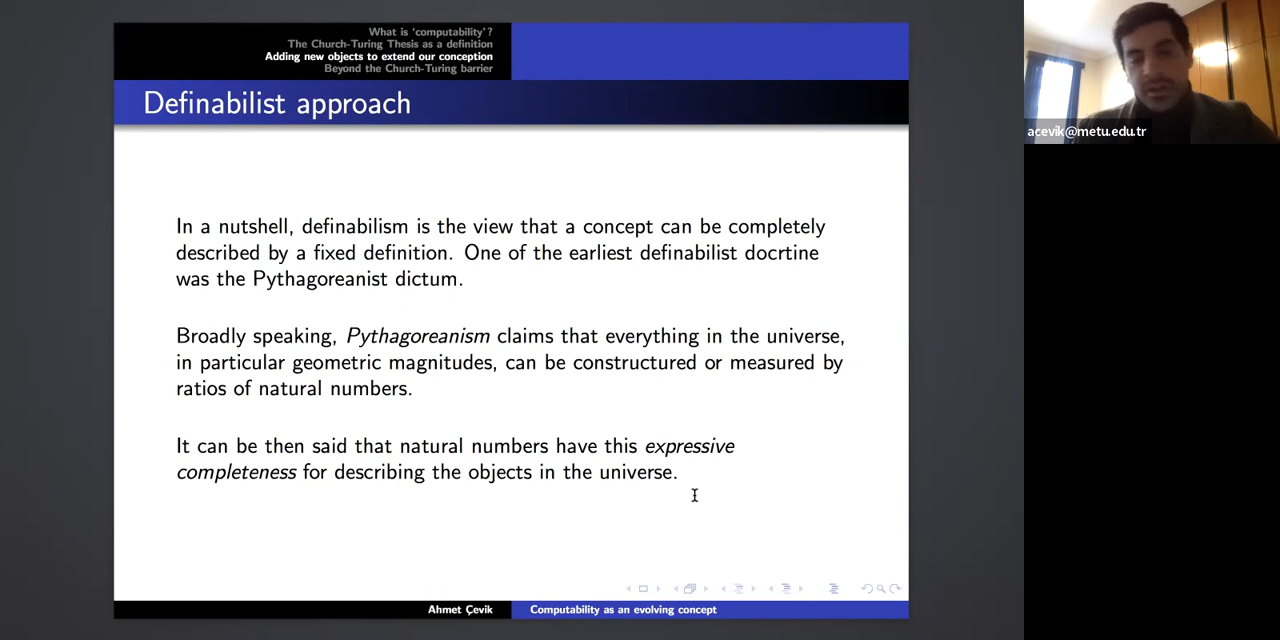 What is 'computability'?
The Church-Turing Thesis as a definition
Adding new objects to extend our conception
Beyond the Church-Turing barrier
Definabilist approach
acevik@metu.edu.tr
In a nutshell, definabilism is the view that a concept can be completely
described by a fixed definition. One of the earliest definabilist docrtine
was the Pythagoreanist dictum.
Broadly speaking, Pythagoreanism claims that everything in the universe,
in particular geometric magnitudes, can be constructured or measured by
ratios of natural numbers.
It can be then said that natural numbers have this expressive
completeness for describing the objects in the universe.
Ahmet Çevik
Computability as an evolving concept